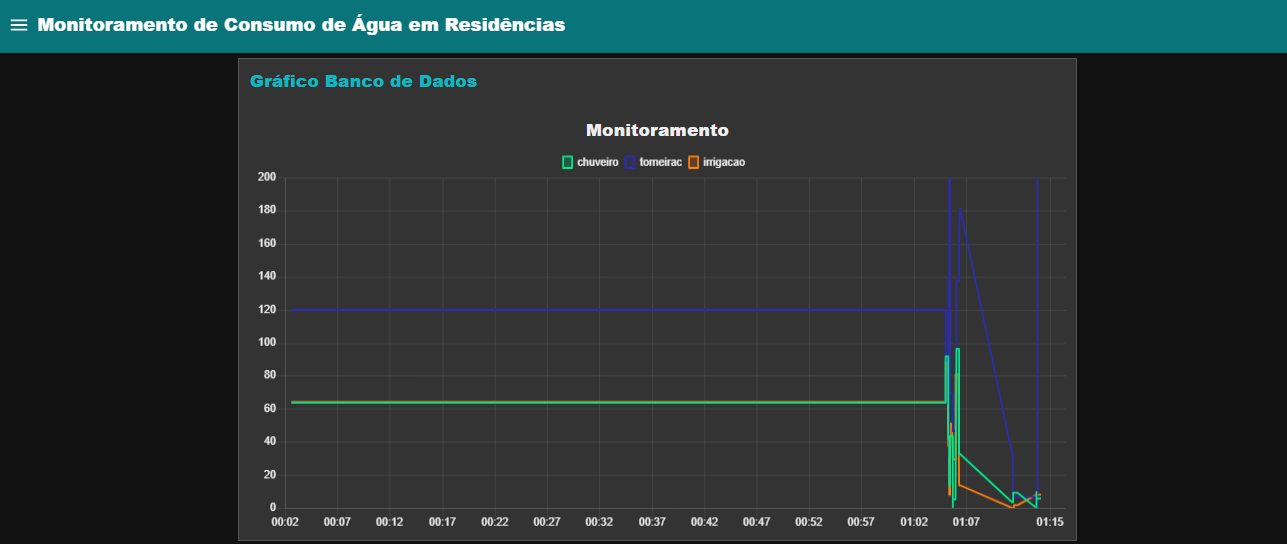 Monitoramento de Consumo de Água em Residências
Gráfico Banco de Dados
Monitoramento
chuveiro torneirac irrigacao
200
180
160
140
120
100
80
60
40
20
0
00:02 00:07 00:12 00:17 00:22 00:27 00:32 00:37 00:42 00:47 00:52 00:57 01:02 01:07 01:15